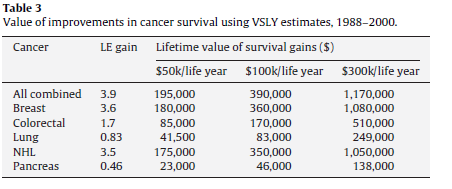 Table 3
Value of improvements in cancer survival using VSLY estimates, 1988–2000.
Cancer LE gain Lifetime value of survival gains ($)
$50k/life year $100k/life year $300k/life year
All combined 3.9 195,000 390,000 1,170,000
Breast 3.6 180,000 360,000 1,080,000
Colorectal 1.7 85,000 170,000 510,000
Lung 0.83 41,500 83,000 249,000
NHL 3.5 175,000 350,000 1,050,000
Pancreas 0.46 23,000 46,000 138,000